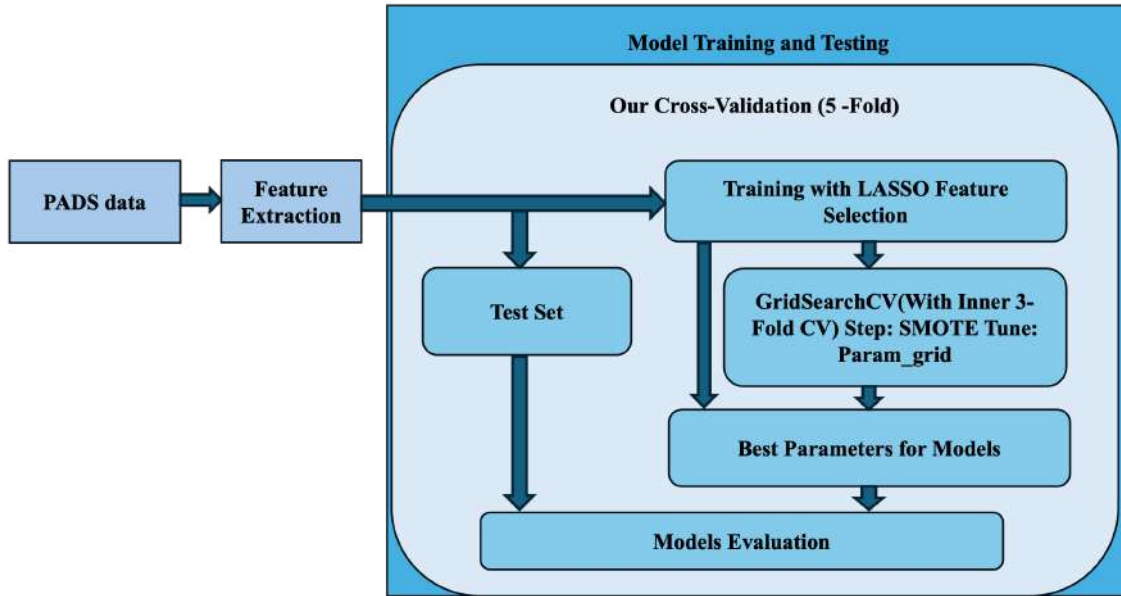 Model Training and Testing
Our Cross-Validation (5 -Fold)
PADS data
Feature
Extraction
Training with LASSO Feature
Selection
Test Set
GridSearchCV(With Inner 3-
Fold CV) Step: SMOTE Tune:
Param_grid
Best Parameters for Models
Models Evaluation